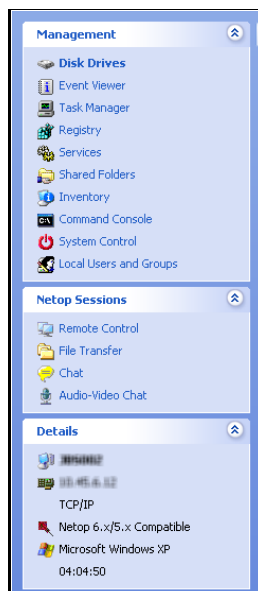 Management
Disk Drives
Event Viewer
Task Manager
Registry
Services
Shared Folders
Inventory
C:\
Command Console
System Control
Local Users and Groups
Netop Sessions
Remote Control
File Transfer
Chat
Audio-Video Chat
Details
TCP/IP
Netop 6.x/5.x Compatible
Microsoft Windows XP
04:04:50